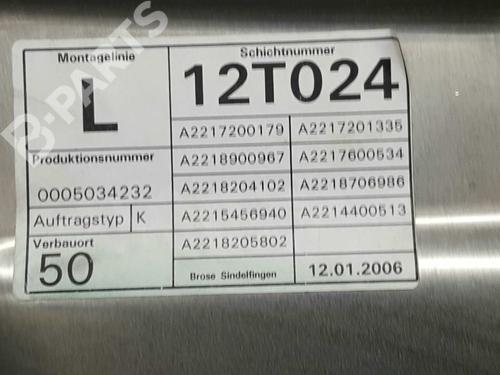 Montagelinie
L
Schichtnummer
12T024
Produktionsnummer
0005034232
Auftragstyp K
Verbauort
50
A2217200179 A2217201335
A2218900967 A2217600534
A2218204102 A2218706986
A2215456940 A2214400513
A2218205802
Brose Sindelfingen 12.01.2006
B-PARTS